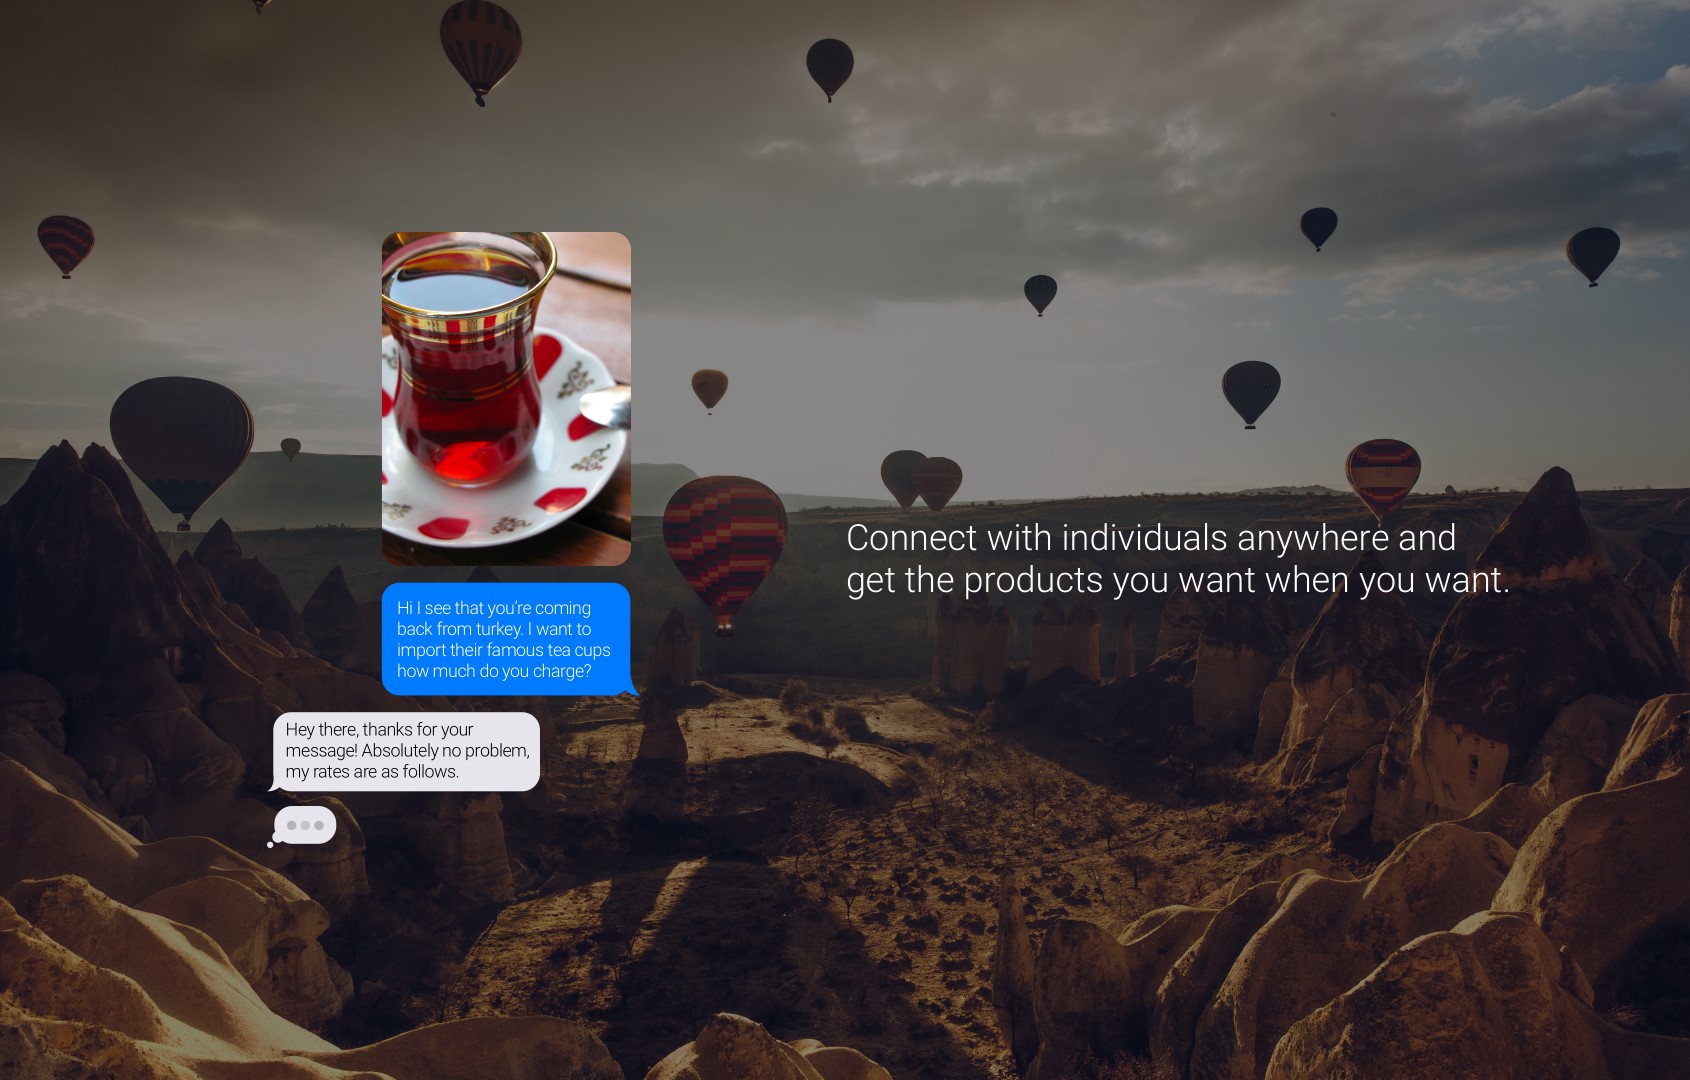 Hi I see that you're coming
back from turkey. I want to
import their famous tea cups
how much do you charge?
Hey there, thanks for your
message! Absolutely no problem,
my rates are as follows.
Connect with individuals anywhere and
get the products you want when you want.